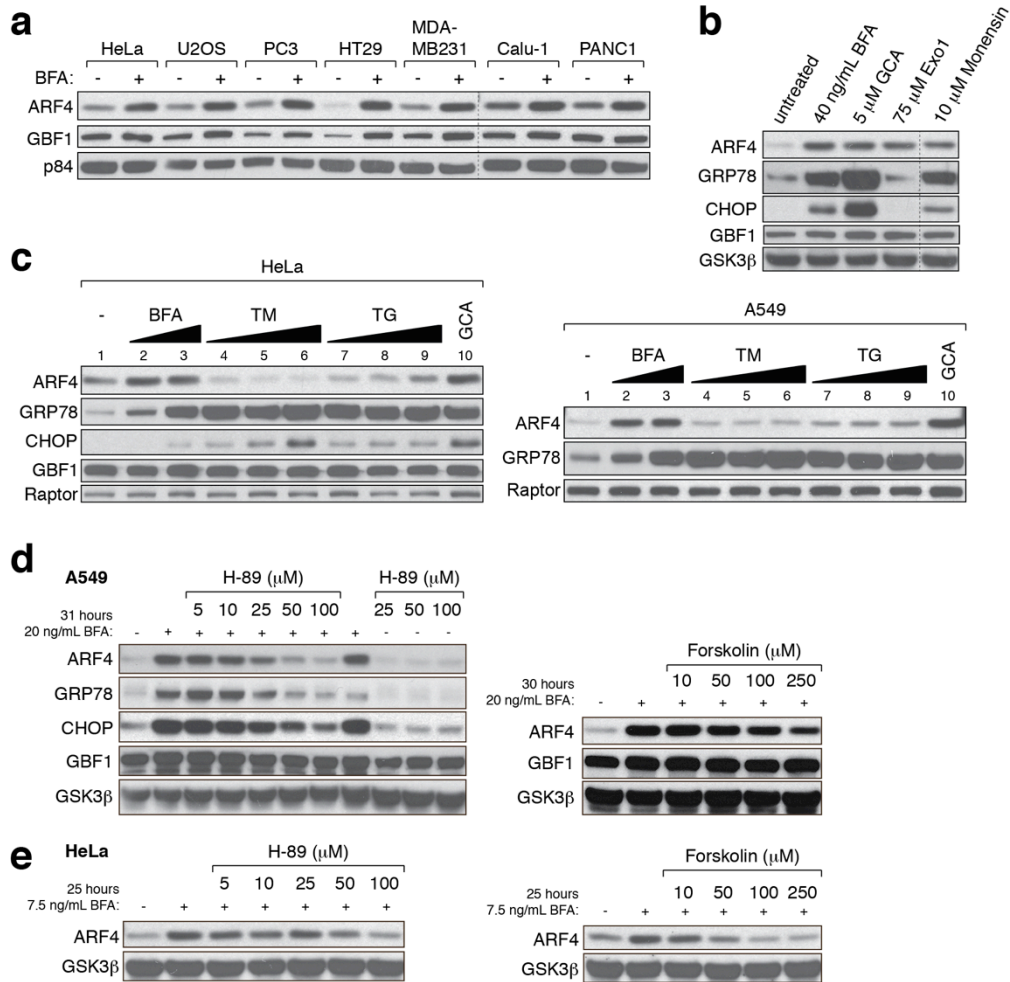 a
HeLa U2OS PC3 HT29 MDA-MB231 Calu-1 PANC1
BFA: - + - + - + - + - + - + - +
ARF4
GBF1
p84
b
untreated
40 ng/mL BFA
5 μM GCA
75 μM Exo1
10 μM Monensin
ARF4
GRP78
CHOP
GBF1
GSK3β
c
HeLa
- BFA TM TG GCA
1 2 3 4 5 6 7 8 9 10
ARF4
GRP78
CHOP
GBF1
Raptor
A549
- BFA TM TG GCA
1 2 3 4 5 6 7 8 9 10
ARF4
GRP78
Raptor
d
A549
H-89 (μM) H-89 (μM)
31 hours 5 10 25 50 100 25 50 100
20 ng/mL BFA: - + + + + + + + - - -
ARF4
GRP78
CHOP
GBF1
GSK3β
Forskolin (μM)
30 hours 10 50 100 250
20 ng/mL BFA: - + + + + +
ARF4
GBF1
GSK3β
e
HeLa
H-89 (μM)
25 hours 5 10 25 50 100
7.5 ng/mL BFA: - + + + + + +
ARF4
GSK3β
Forskolin (μM)
25 hours 10 50 100 250
7.5 ng/mL BFA: - + + + + +
ARF4
GSK3β